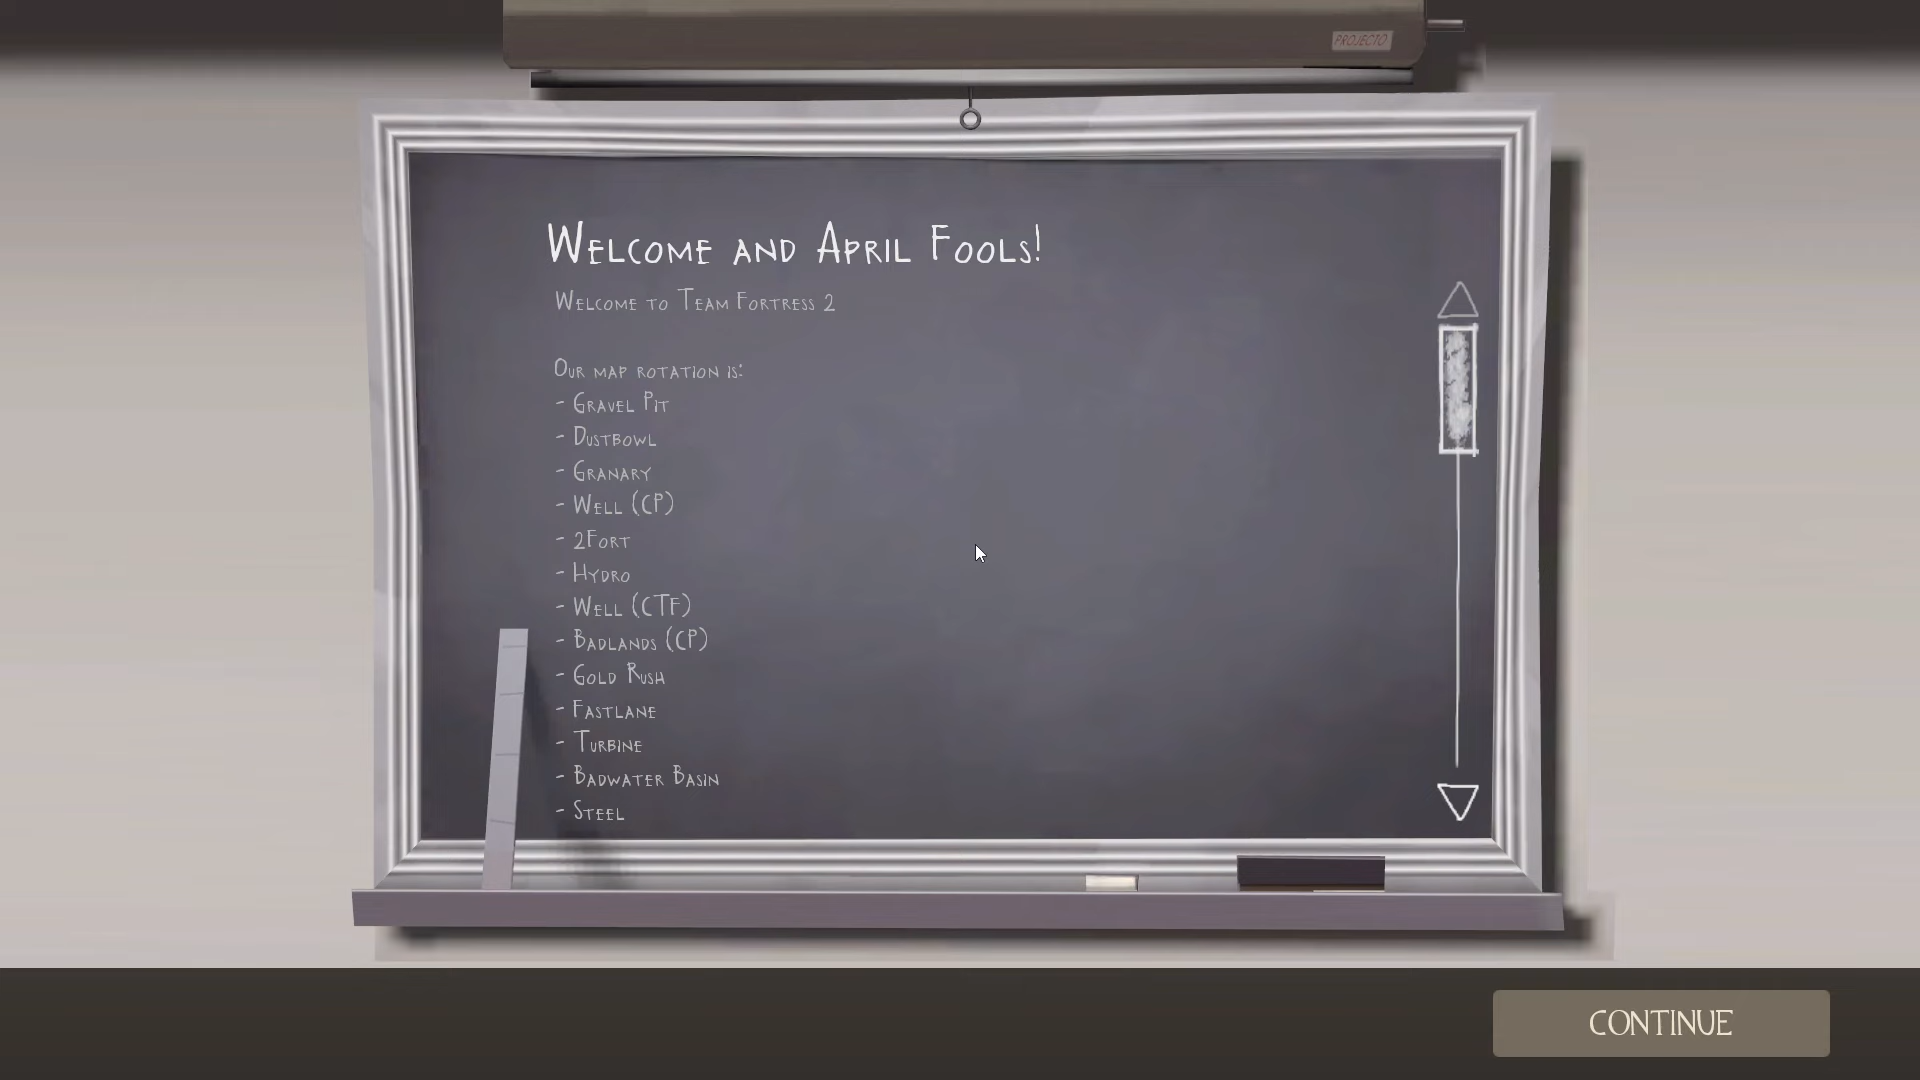 PROJECTO
Welcome and April Fools!
Welcome to Team Fortress 2
Our map rotation is:
- Gravel Pit
- Dustbowl
- Granary
- Well (CP)
- 2Fort
- Hydro
- Well (CTF)
- Badlands (CP)
- Gold Rush
- Fastlane
- Turbine
- Badwater Basin
- Steel
CONTINUE